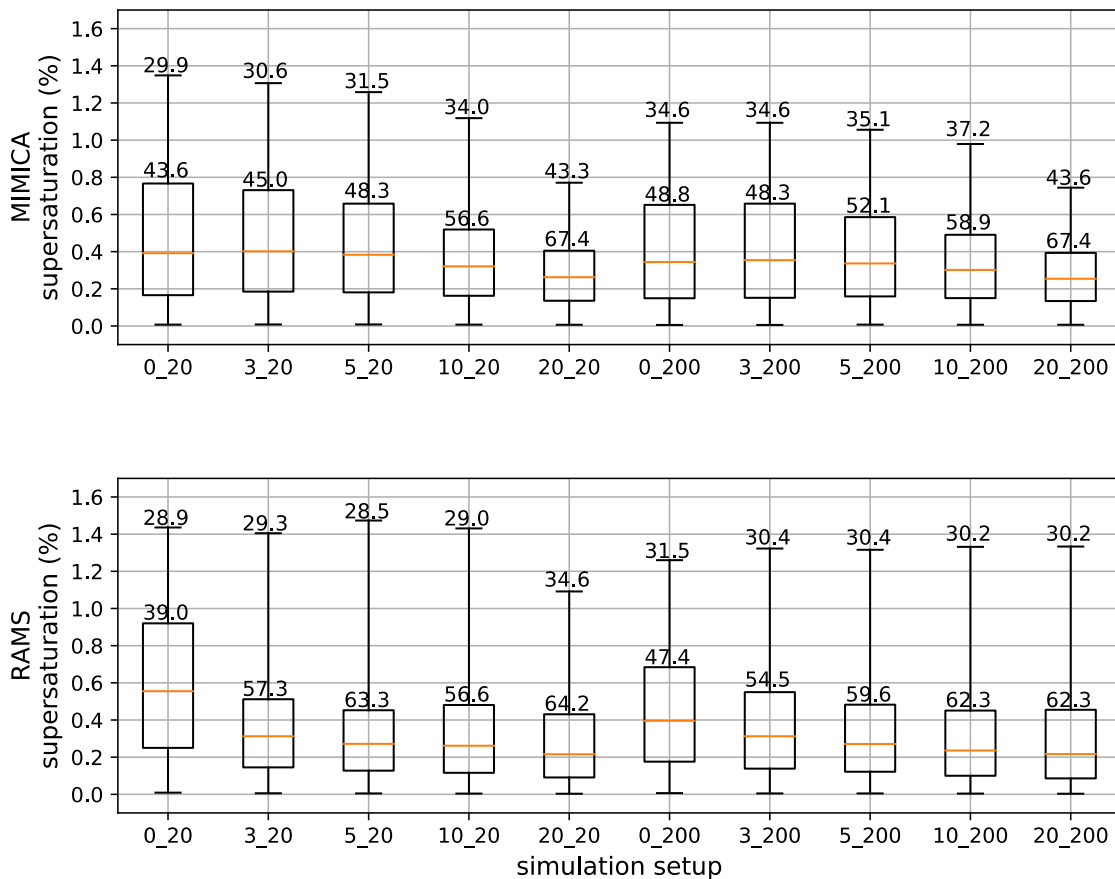 MIMICA
supersaturation (%)
1.6
1.4
1.2
1.0
0.8
0.6
0.4
0.2
0.0
29.9 30.6 31.5 34.0 43.3 34.6 34.6 35.1 37.2 43.6
43.6 45.0 48.3 56.6 67.4 48.8 48.3 52.1 58.9 67.4
0_20 3_20 5_20 10_20 20_20 0_200 3_200 5_200 10_200 20_200
RAMS
supersaturation (%)
1.6
1.4
1.2
1.0
0.8
0.6
0.4
0.2
0.0
28.9 29.3 28.5 29.0 34.6 31.5 30.4 30.4 30.2 30.2
39.0 57.3 63.3 56.6 64.2 47.4 54.5 59.6 62.3 62.3
0_20 3_20 5_20 10_20 20_20 0_200 3_200 5_200 10_200 20_200
simulation setup